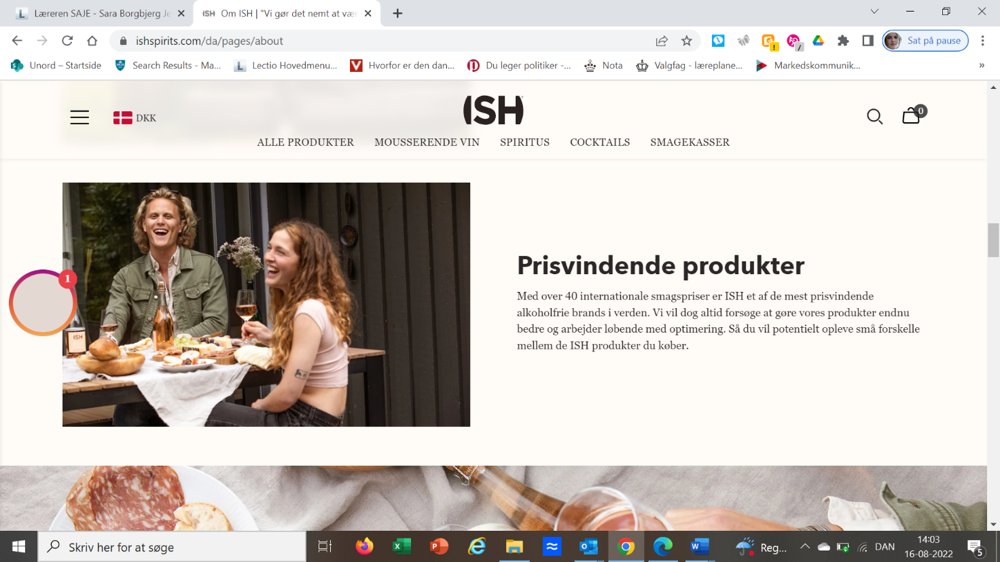 Læreren SAJE - Sara Borgbjerg Je
ISH Om ISH | "Vi gør det nemt at vær
ishspirits.com/da/pages/about
Sat på pause
Unord – Startside
Search Results - Ma...
Lectio Hovedmenu...
Hvorfor er den dan...
Du leger politiker -...
Nota
Valgfag - læreplane...
Markedskommunik...
»
DKK
ISH
0
ALLE PRODUKTER MOUSSERENDE VIN SPIRITUS COCKTAILS SMAGEKASSER
1
ISH
Prisvindende produkter
Med over 40 internationale smagspriser er ISH et af de mest prisvindende
alkoholfrie brands i verden. Vi vil dog altid forsøge at gøre vores produkter endnu
bedre og arbejder løbende med optimering. Så du vil potentielt opleve små forskelle
mellem de ISH produkter du køber.
Skriv her for at søge
Reg...
DAN
14:03
16-08-2022
5